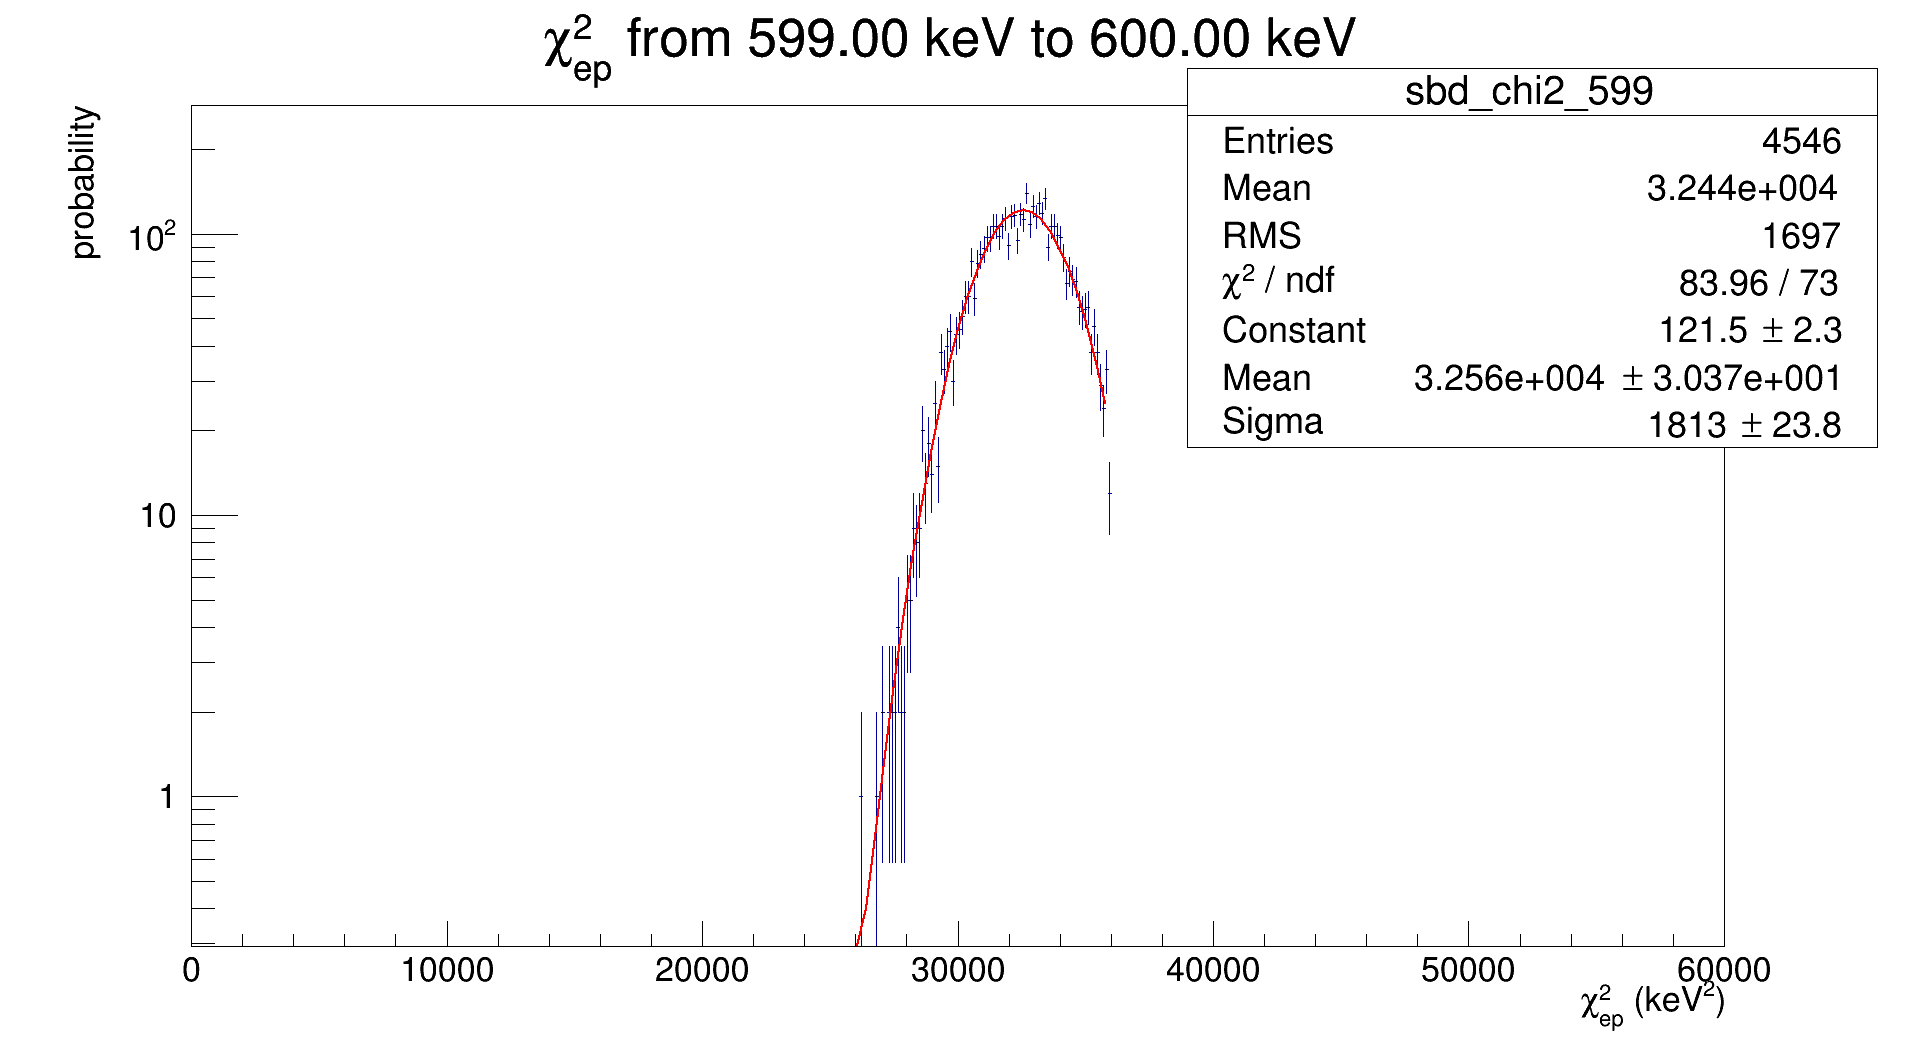 χ²ep from 599.00 keV to 600.00 keV
sbd_chi2_599
Entries 4546
Mean 3.244e+004
RMS 1697
χ² / ndf 83.96 / 73
Constant 121.5 ± 2.3
Mean 3.256e+004 ± 3.037e+001
Sigma 1813 ± 23.8
probability
10²
10
1
0 10000 20000 30000 40000 50000 60000
χ²ep (keV²)